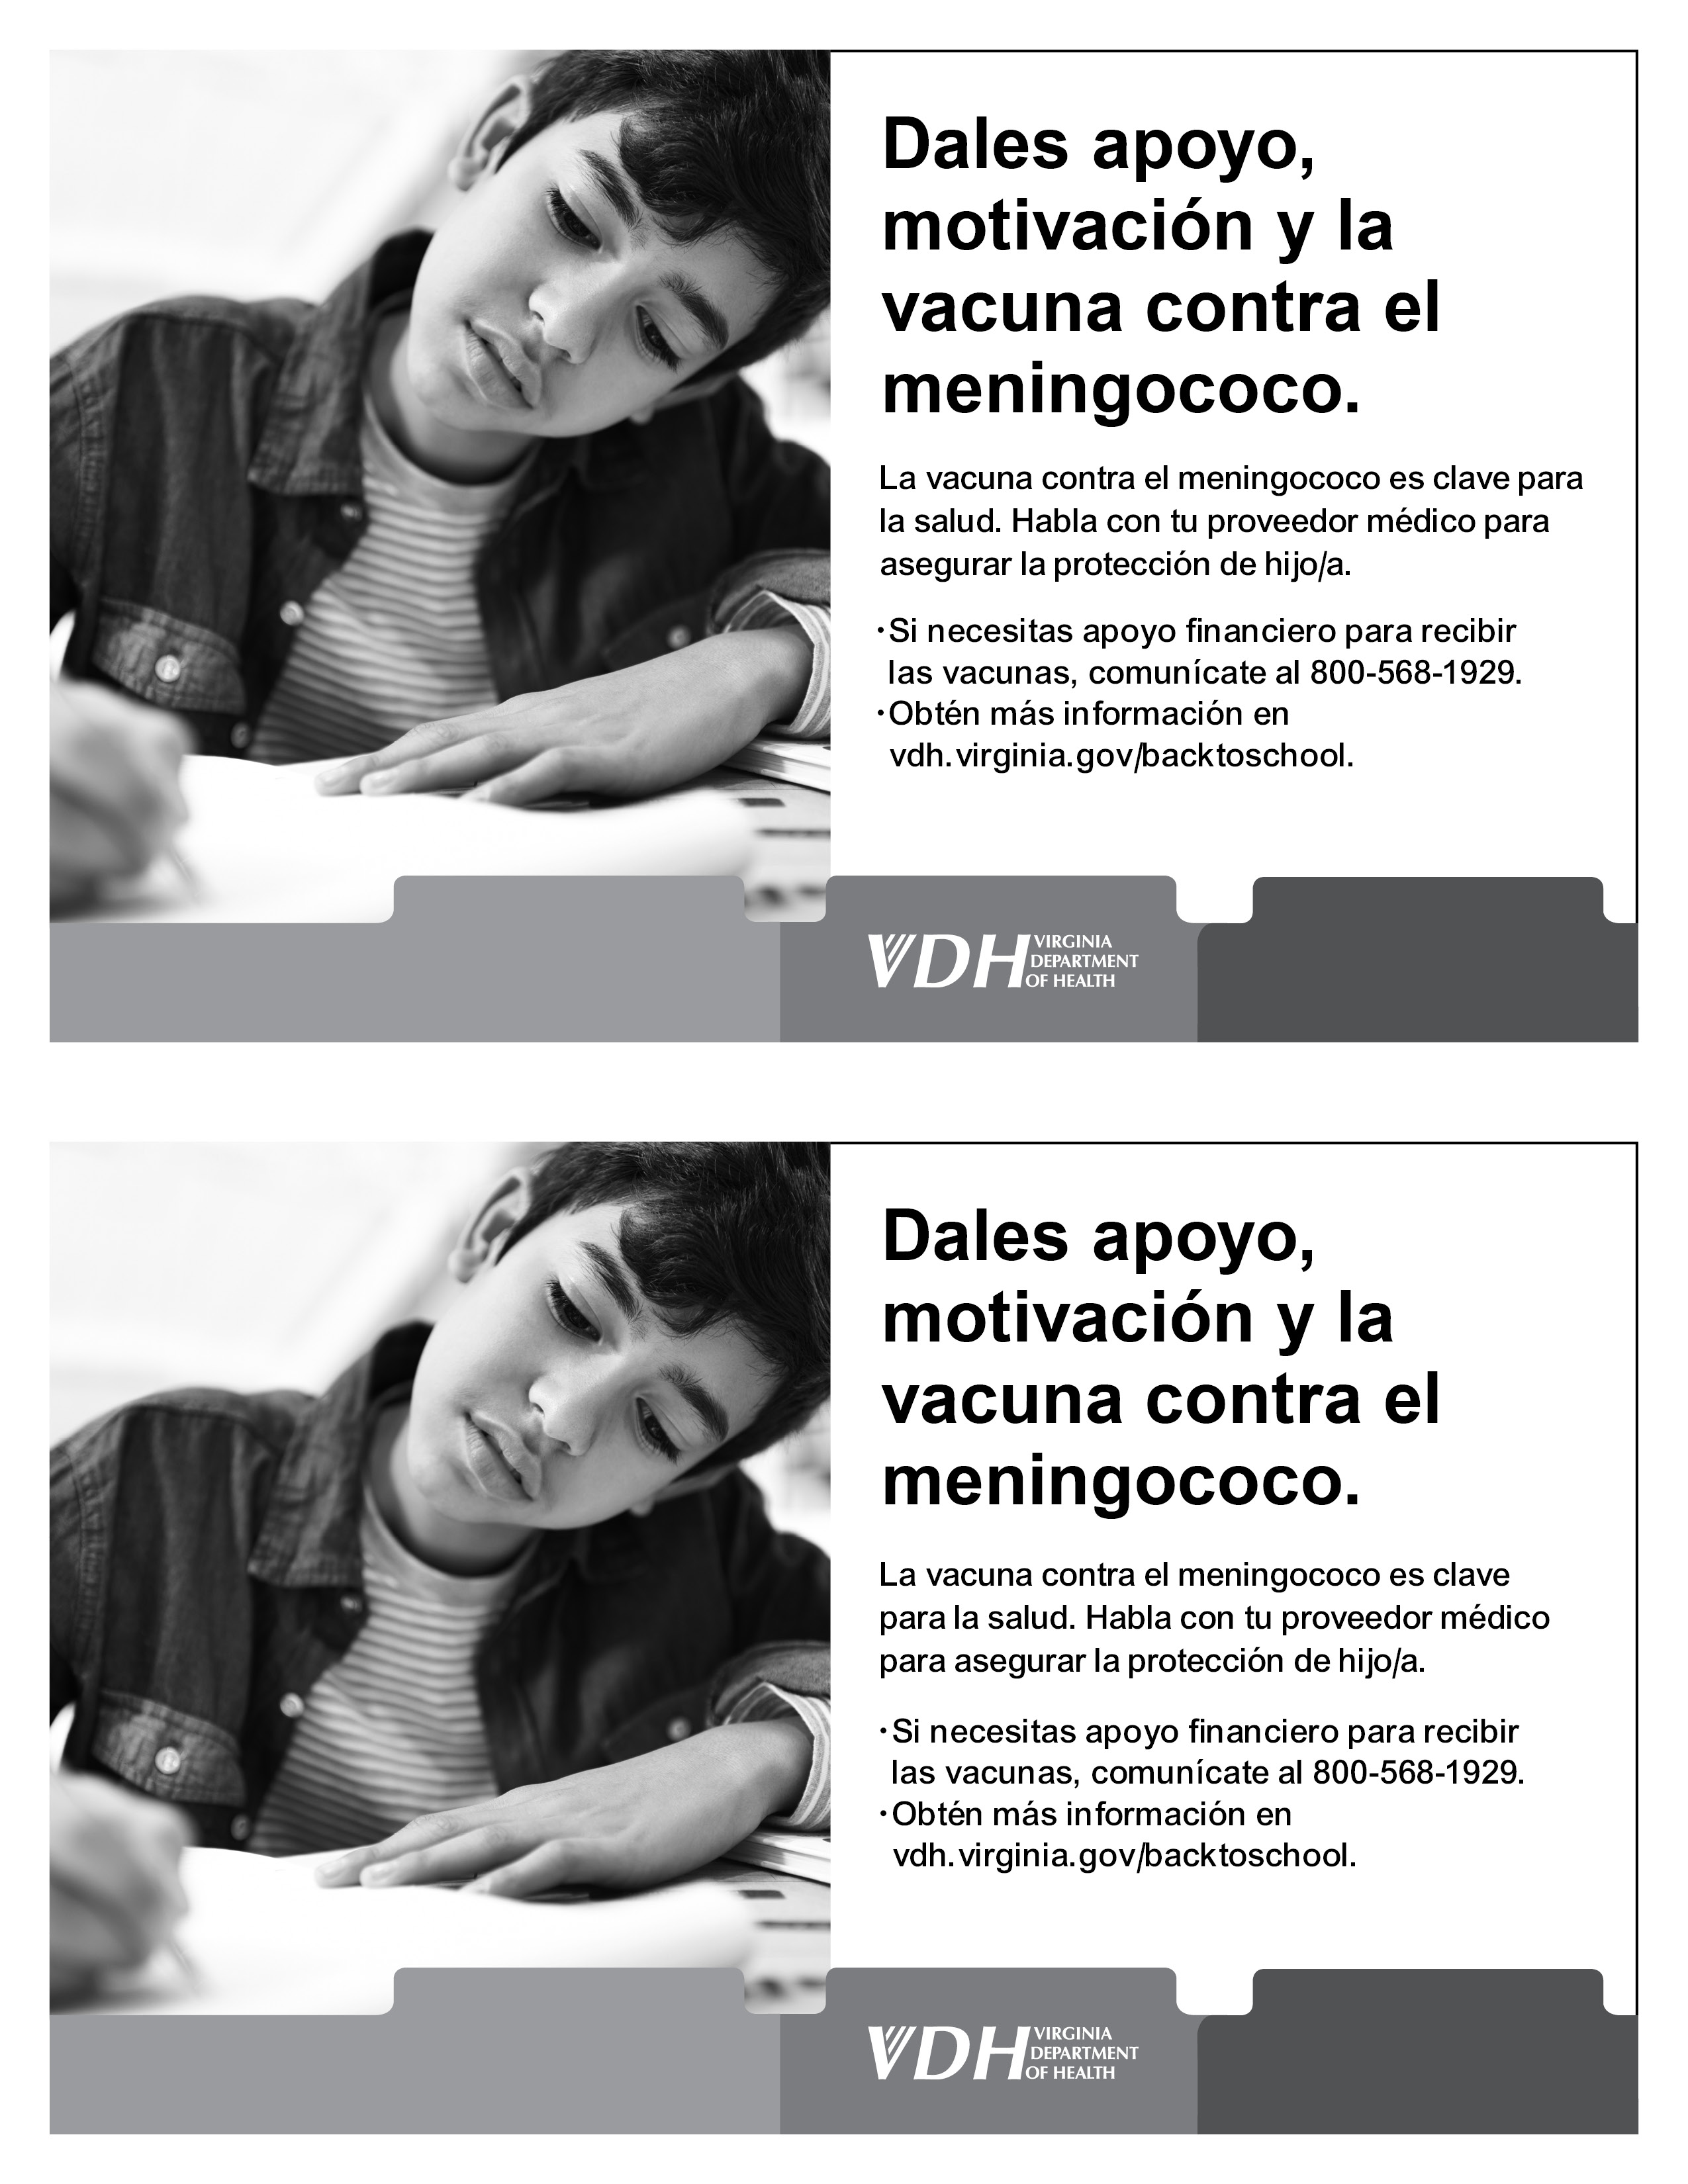 Dales apoyo,
motivación y la
vacuna contra el
meningococo.
La vacuna contra el meningococo es clave para
la salud. Habla con tu proveedor médico para
asegurar la protección de hijo/a.
·Si necesitas apoyo financiero para recibir
las vacunas, comunícate al 800-568-1929.
·Obtén más información en
vdh.virginia.gov/backtoschool.
VDH VIRGINIA
DEPARTMENT
OF HEALTH
Dales apoyo,
motivación y la
vacuna contra el
meningococo.
La vacuna contra el meningococo es clave
para la salud. Habla con tu proveedor médico
para asegurar la protección de hijo/a.
·Si necesitas apoyo financiero para recibir
las vacunas, comunícate al 800-568-1929.
·Obtén más información en
vdh.virginia.gov/backtoschool.
VDH VIRGINIA
DEPARTMENT
OF HEALTH